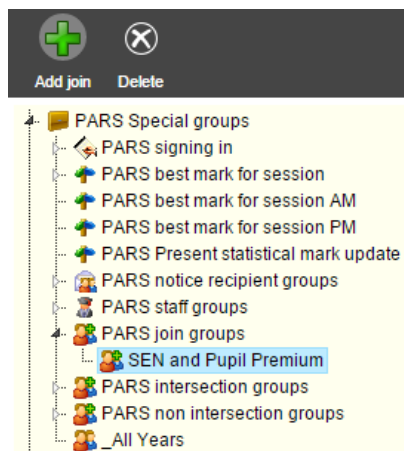 Add join Delete
PARS Special groups
PARS signing in
PARS best mark for session
PARS best mark for session AM
PARS best mark for session PM
PARS Present statistical mark update
PARS notice recipient groups
PARS staff groups
PARS join groups
SEN and Pupil Premium
PARS intersection groups
PARS non intersection groups
_All Years